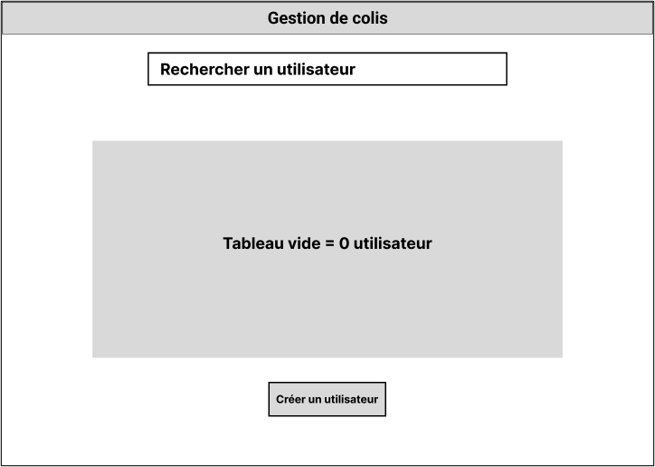 Gestion de colis
Rechercher un utilisateur
Tableau vide = 0 utilisateur
Créer un utilisateur